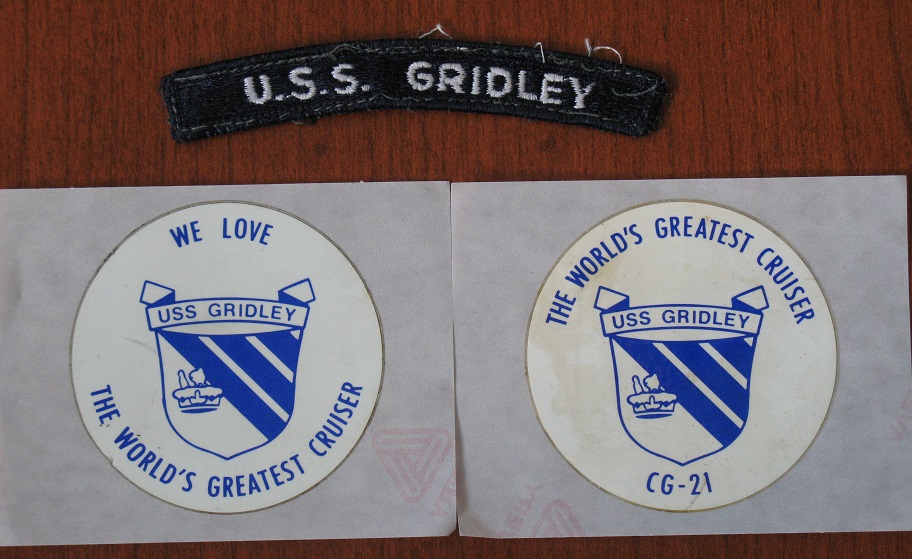 U.S.S. GRIDLEY
WE LOVE
USS GRIDLEY
THE WORLD'S GREATEST CRUISER
THE WORLD'S GREATEST CRUISER
USS GRIDLEY
CG-21